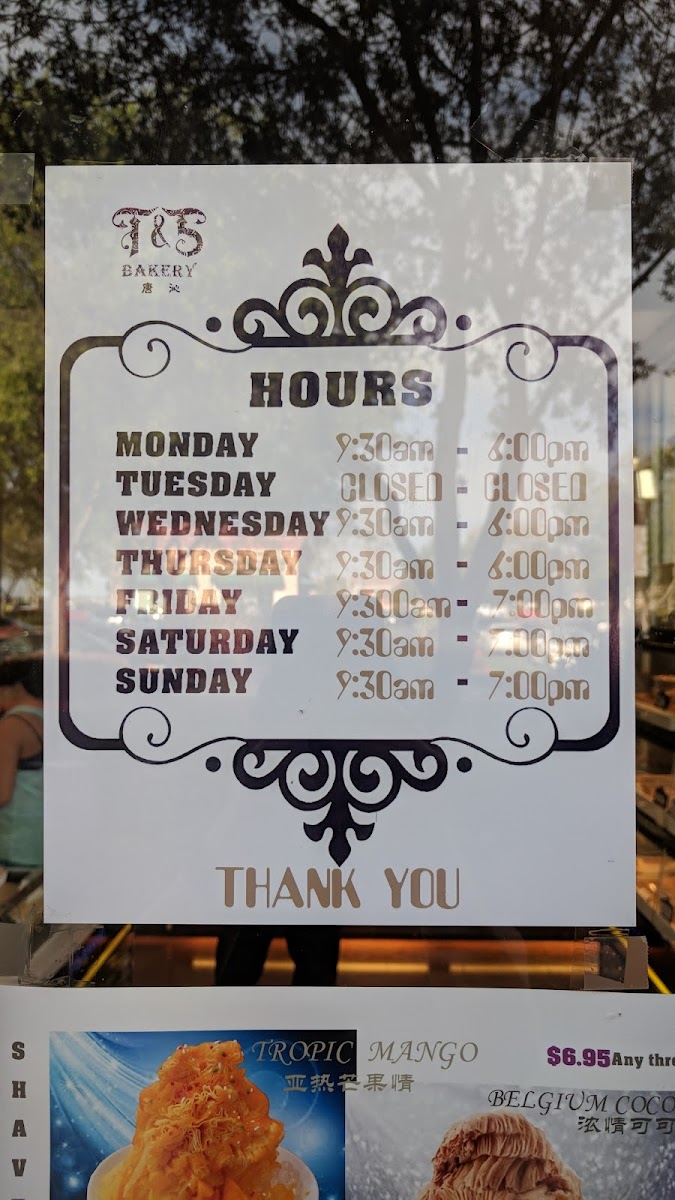 T&S
BAKERY
唐 沁
HOURS
MONDAY 9:30am - 6:00pm
TUESDAY CLOSED - CLOSED
WEDNESDAY 9:30am - 6:00pm
THURSDAY 9:30am - 6:00pm
FRIDAY 9:300am - 7:00pm
SATURDAY 9:30am - 7:00pm
SUNDAY 9:30am - 7:00pm
THANK YOU
SHAV
TROPIC MANGO
亚热芒果情
$6.95 Any thre
BELGIUM COCO
浓情可可